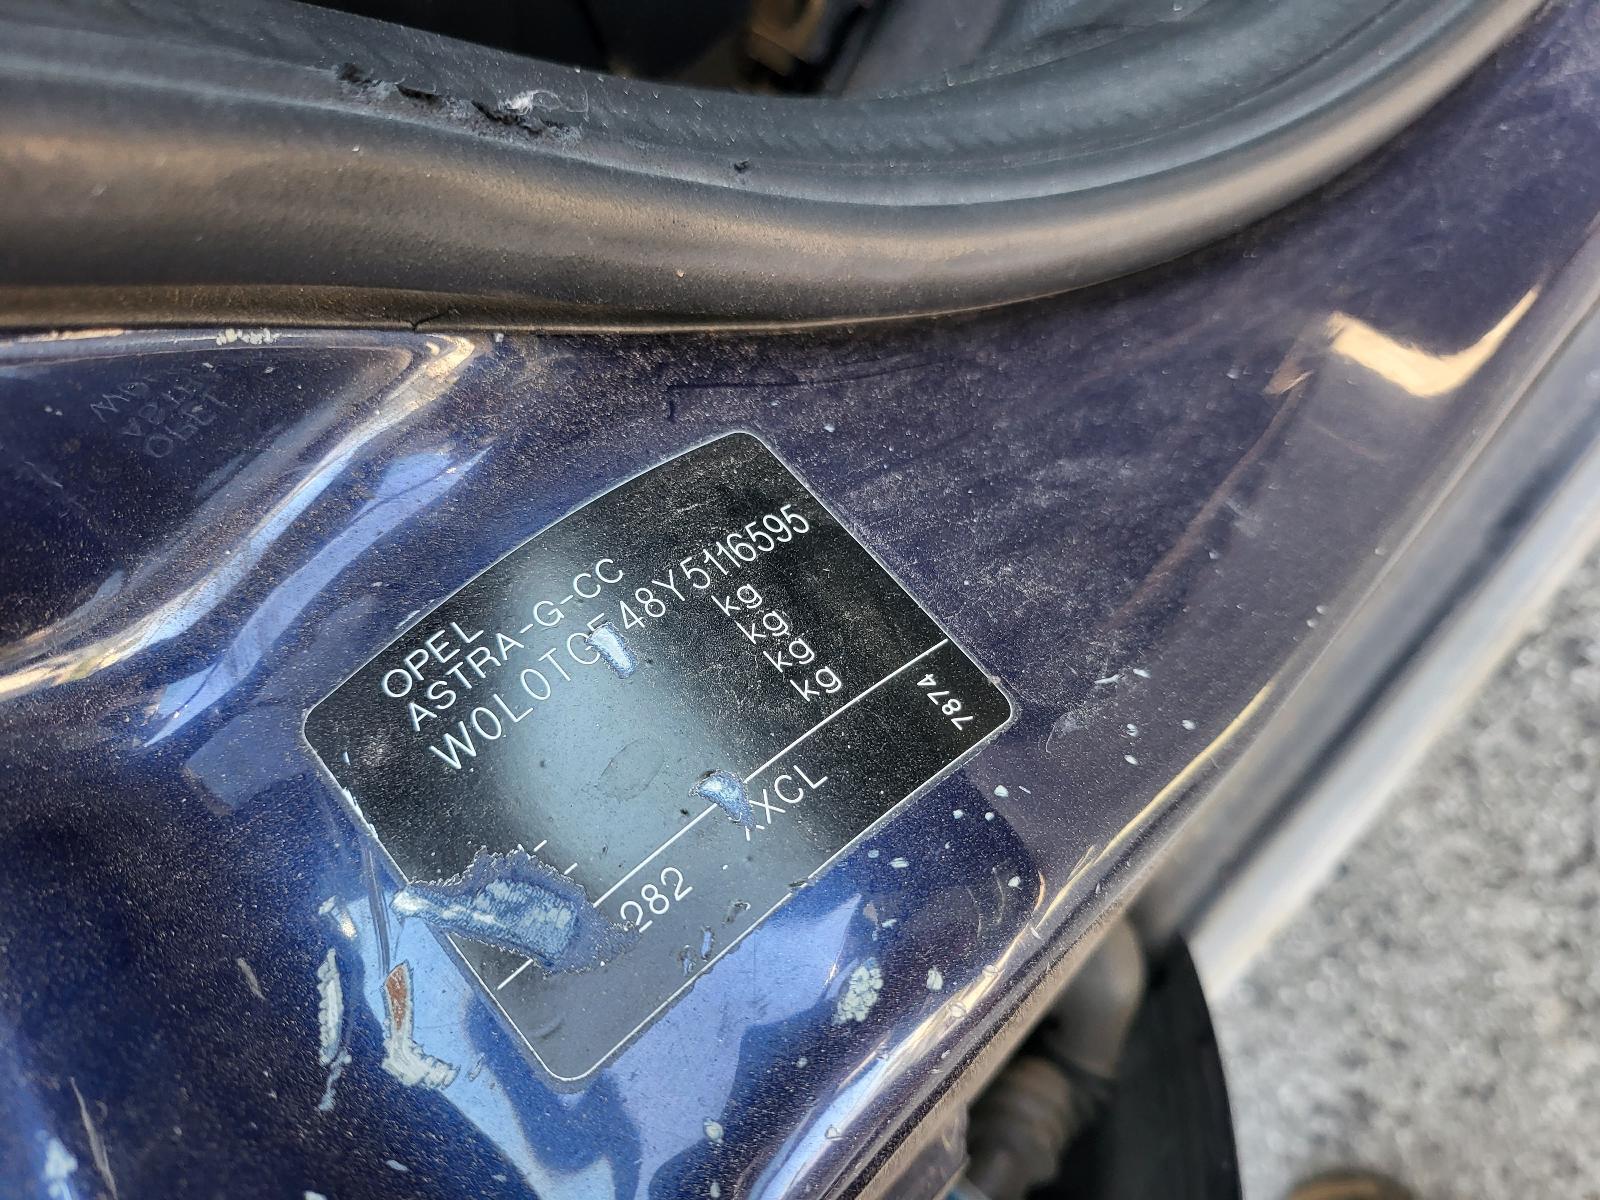 OPEL
ASTRA-G-CC
W0L0TGF48Y5116595
kg
kg
kg
kg
7874
282
XCL